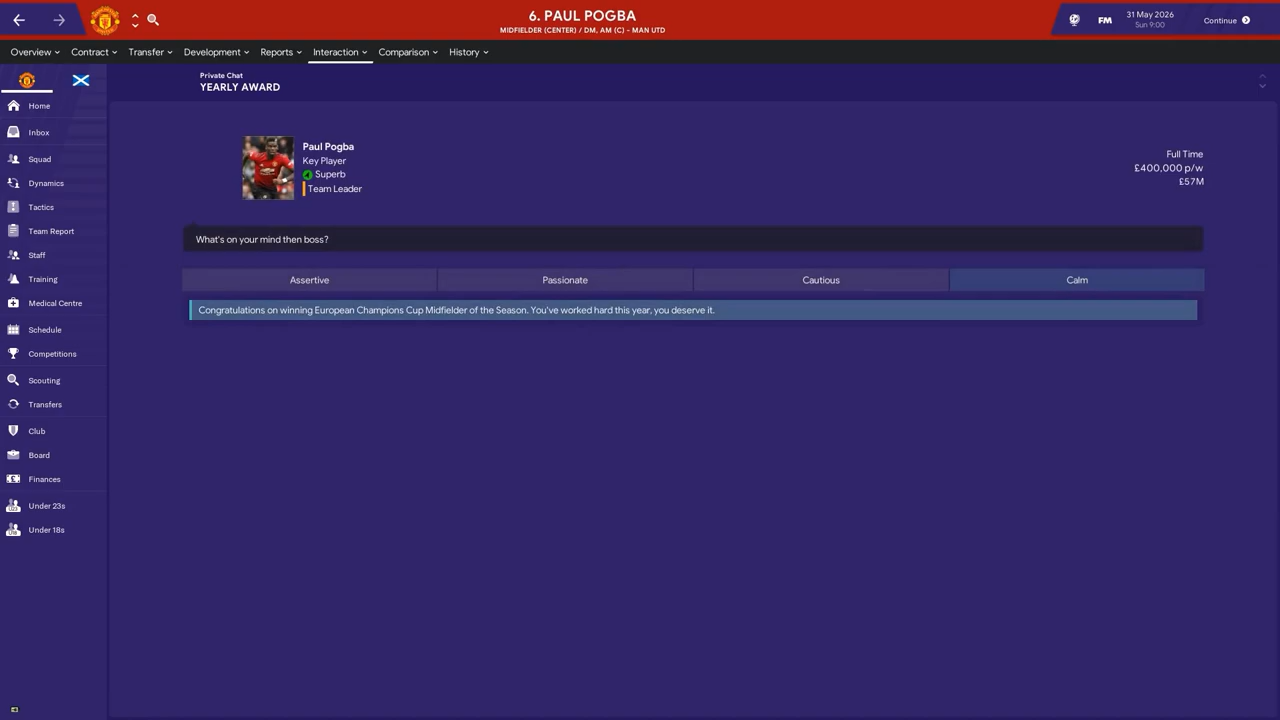 6. PAUL POGBA
MIDFIELDER (CENTER) / DM, AM (C) - MAN UTD
FM
31 May 2026
Sun 9:00
Continue
Overview
Contract
Transfer
Development
Reports
Interaction
Comparison
History
Private Chat
YEARLY AWARD
Home
Inbox
Squad
Dynamics
Tactics
Team Report
Staff
Training
Medical Centre
Schedule
Competitions
Scouting
Transfers
Club
Board
Finances
Under 23s
Under 18s
Paul Pogba
Key Player
Superb
Team Leader
Full Time
£400,000 p/w
£57M
What's on your mind then boss?
Assertive
Passionate
Cautious
Calm
Congratulations on winning European Champions Cup Midfielder of the Season. You've worked hard this year, you deserve it.